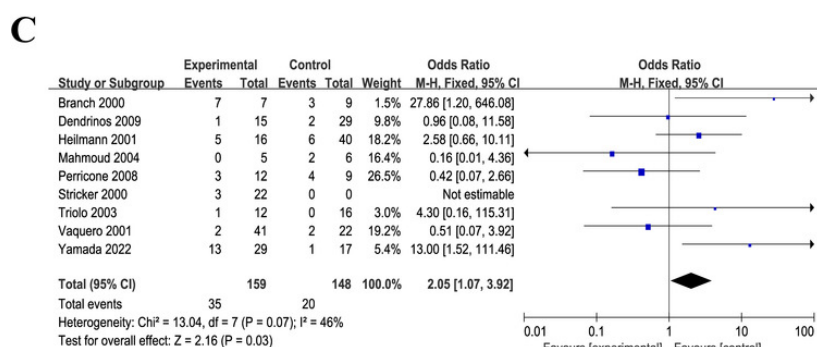 C
Experimental Control Odds Ratio Odds Ratio
Study or Subgroup Events Total Events Total Weight M-H, Fixed, 95% CI M-H, Fixed, 95% CI
Branch 2000 7 7 3 9 1.5% 27.86 [1.20, 646.08]
Dendrinos 2009 1 15 2 29 8.8% 0.96 [0.08, 11.58]
Heilmann 2001 5 16 6 40 18.2% 2.58 [0.66, 10.11]
Mahmoud 2004 0 5 2 6 16.4% 0.16 [0.01, 4.36]
Perricone 2008 3 12 4 9 26.5% 0.42 [0.07, 2.66]
Stricker 2000 3 22 0 0 Not estimable
Triolo 2003 1 12 0 16 3.0% 4.30 [0.16, 115.31]
Vaquero 2001 2 41 2 22 19.2% 0.51 [0.07, 3.92]
Yamada 2022 13 29 1 17 5.4% 13.00 [1.52, 111.46]
Total (95% CI) 159 148 100.0% 2.05 [1.07, 3.92]
Total events 35 20
Heterogeneity: Chi² = 13.04, df = 7 (P = 0.07); I² = 46%
Test for overall effect: Z = 2.16 (P = 0.03)
0.01 0.1 1 10 100
Favours [experimental] Favours [control]